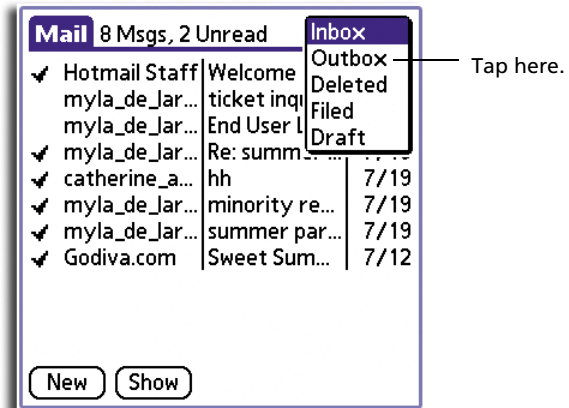 Mail 8 Msgs, 2 Unread
Inbox
Outbox
Deleted
Filed
Draft
Tap here.
Hotmail Staff Welcome
myla_de_lar... ticket inqu
myla_de_lar... End User L
myla_de_lar... Re: summer ...
catherine_a... hh 7/19
myla_de_lar... minority re... 7/19
myla_de_lar... summer par... 7/19
Godiva.com Sweet Sum... 7/12
New Show